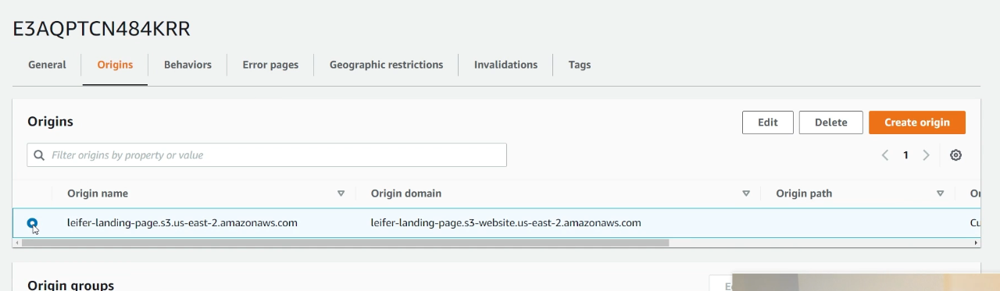 E3AQPTCN484KRR
General Origins Behaviors Error pages Geographic restrictions Invalidations Tags
Origins Edit Delete Create origin
Filter origins by property or value 1
Origin name Origin domain Origin path
leifer-landing-page.s3.us-east-2.amazonaws.com leifer-landing-page.s3-website.us-east-2.amazonaws.com
Origin groups